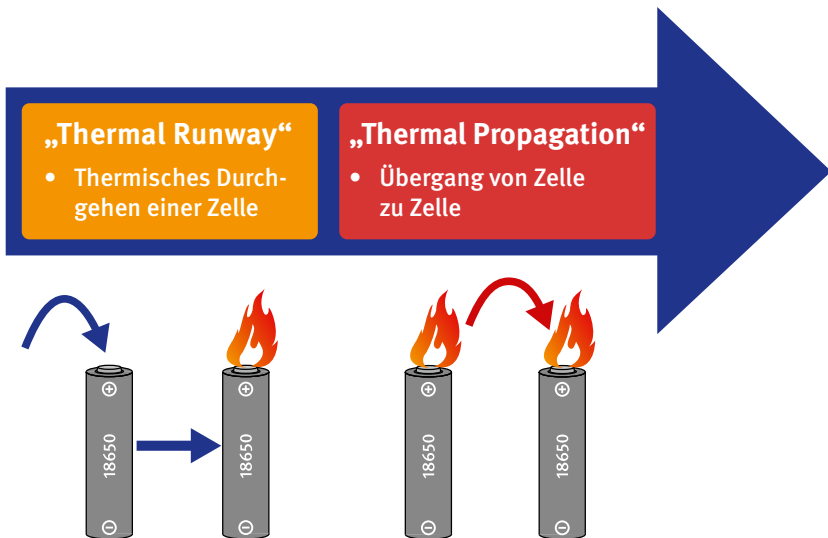 „Thermal Runway“
• Thermisches Durch-
gehen einer Zelle
„Thermal Propagation“
• Übergang von Zelle
zu Zelle
⊕
18650
⊖
⊕
18650
⊖
⊕
18650
⊖
⊕
18650
⊖